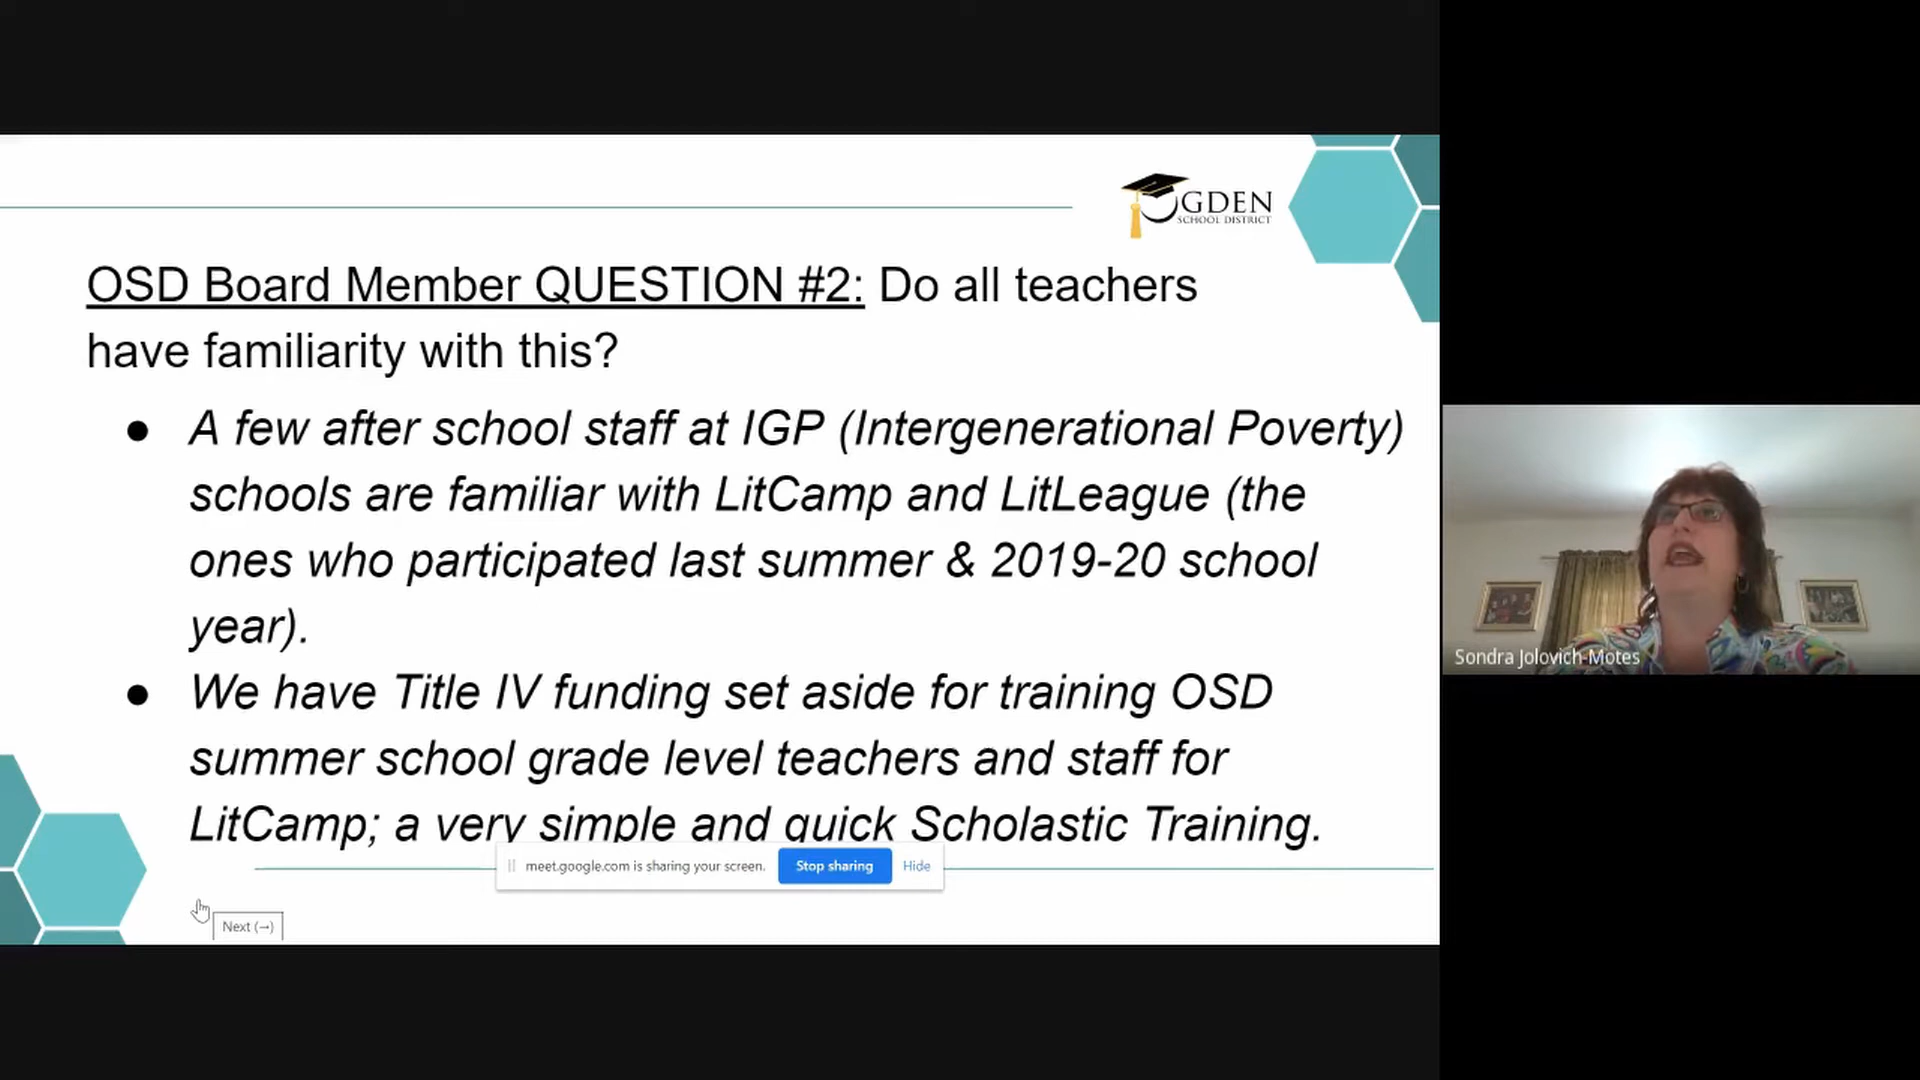 GDEN
SCHOOL DISTRICT
OSD Board Member QUESTION #2: Do all teachers
have familiarity with this?
● A few after school staff at IGP (Intergenerational Poverty)
schools are familiar with LitCamp and LitLeague (the
ones who participated last summer & 2019-20 school
year).
● We have Title IV funding set aside for training OSD
summer school grade level teachers and staff for
LitCamp; a very simple and quick Scholastic Training.
meet.google.com is sharing your screen. Stop sharing Hide
Next (→)
Sondra Jolovich-Motes